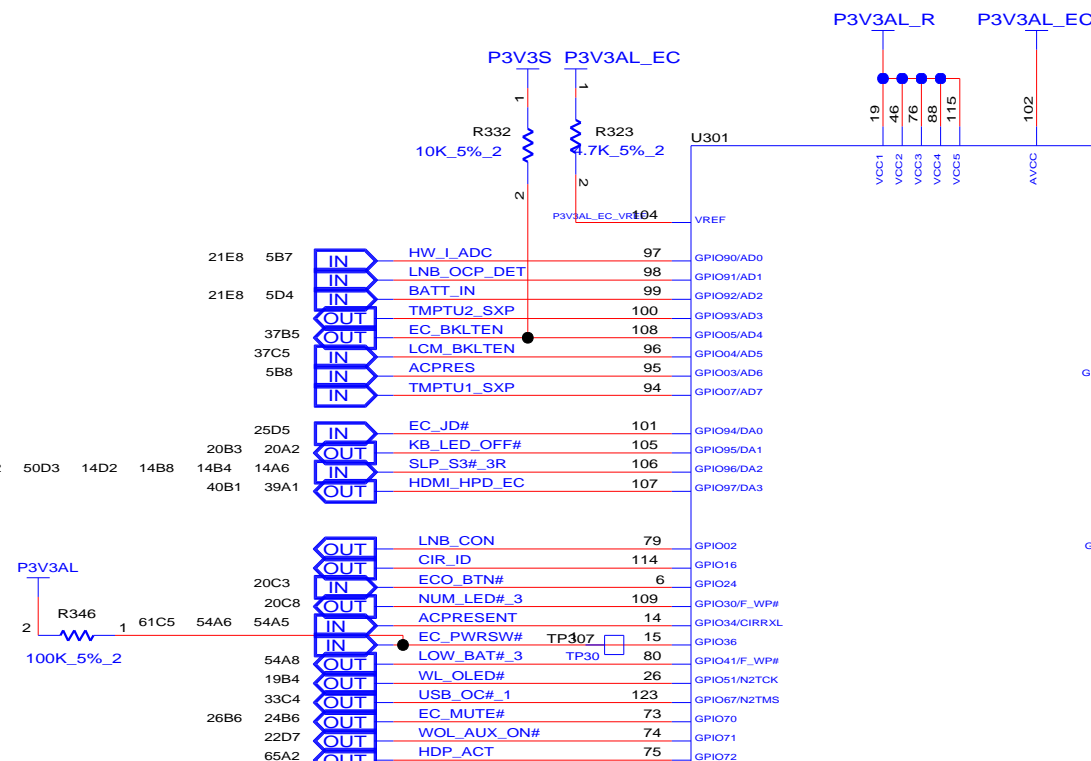 P3V3AL_R P3V3AL_EC
P3V3S P3V3AL_EC
1 1
R332 R323
10K_5%_2 4.7K_5%_2
2 2
U301
19 46 76 88 115 102
VCC1 VCC2 VCC3 VCC4 VCC5 AVCC
P3V3AL_EC_VREF 104 VREF
21E8 5B7 IN HW_I_ADC 97 GPIO90/AD0
IN LNB_OCP_DET 98 GPIO91/AD1
21E8 5D4 IN BATT_IN 99 GPIO92/AD2
OUT TMPTU2_SXP 100 GPIO93/AD3
37B5 OUT EC_BKLTEN 108 GPIO05/AD4
37C5 IN LCM_BKLTEN 96 GPIO04/AD5
5B8 IN ACPRES 95 GPIO03/AD6
IN TMPTU1_SXP 94 GPIO07/AD7
25D5 IN EC_JD# 101 GPIO94/DA0
20B3 20A2 OUT KB_LED_OFF# 105 GPIO95/DA1
50D3 14D2 14B8 14B4 14A6 IN SLP_S3#_3R 106 GPIO96/DA2
40B1 39A1 OUT HDMI_HPD_EC 107 GPIO97/DA3
OUT LNB_CON 79 GPIO02
OUT CIR_ID 114 GPIO16
P3V3AL
20C3 IN ECO_BTN# 6 GPIO24
20C8 OUT NUM_LED#_3 109 GPIO30/F_WP#
R346
2 1 61C5 54A6 54A5 IN ACPRESENT 14 GPIO34/CIRRXL
IN EC_PWRSW# TP307 1 15 GPIO36
100K_5%_2
54A8 OUT LOW_BAT#_3 TP30 80 GPIO41/F_WP#
19B4 OUT WL_OLED# 26 GPIO51/N2TCK
33C4 OUT USB_OC#_1 123 GPIO67/N2TMS
26B6 24B6 OUT EC_MUTE# 73 GPIO70
22D7 OUT WOL_AUX_ON# 74 GPIO71
65A2 OUT HDP_ACT 75 GPIO72